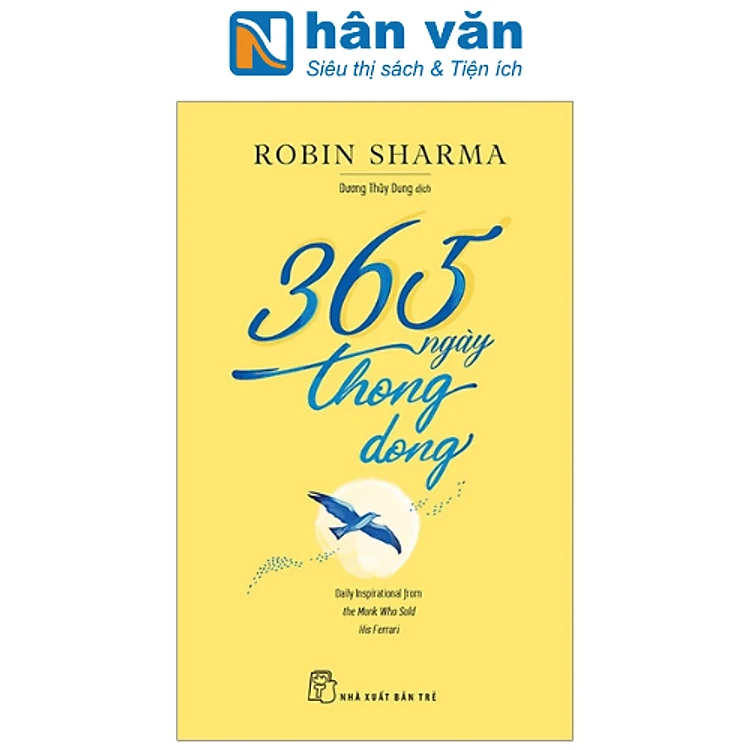 hân văn
Siêu thị sách & Tiện ích
ROBIN SHARMA
Dương Thùy Dung dịch
365
ngày
thong
dong
Daily Inspirational from
the Monk Who Sold
His Ferrari
NHÀ XUẤT BẢN TRẺ